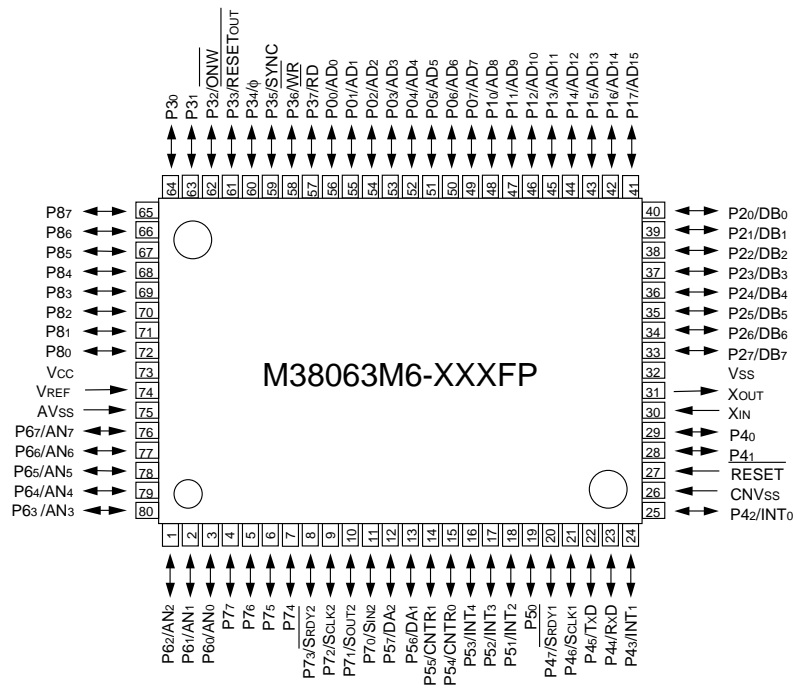 P30
P31
P32/ONW
P33/RESETOUT
P34/ϕ
P35/SYNC
P36/WR
P37/RD
P00/AD0
P01/AD1
P02/AD2
P03/AD3
P04/AD4
P05/AD5
P06/AD6
P07/AD7
P10/AD8
P11/AD9
P12/AD10
P13/AD11
P14/AD12
P15/AD13
P16/AD14
P17/AD15
64 63 62 61 60 59 58 57 56 55 54 53 52 51 50 49 48 47 46 45 44 43 42 41
P87 65
P86 66
P85 67
P84 68
P83 69
P82 70
P81 71
P80 72
VCC 73
VREF 74
AVSS 75
P67/AN7 76
P66/AN6 77
P65/AN5 78
P64/AN4 79
P63/AN3 80
M38063M6-XXXFP
40 P20/DB0
39 P21/DB1
38 P22/DB2
37 P23/DB3
36 P24/DB4
35 P25/DB5
34 P26/DB6
33 P27/DB7
32 VSS
31 XOUT
30 XIN
29 P40
28 P41
27 RESET
26 CNVSS
25 P42/INT0
1 2 3 4 5 6 7 8 9 10 11 12 13 14 15 16 17 18 19 20 21 22 23 24
P62/AN2
P61/AN1
P60/AN0
P77
P76
P75
P74
P73/SRDY2
P72/SCLK2
P71/SOUT2
P70/SIN2
P57/DA2
P56/DA1
P55/CNTR1
P54/CNTR0
P53/INT4
P52/INT3
P51/INT2
P50
P47/SRDY1
P46/SCLK1
P45/TxD
P44/RxD
P43/INT1